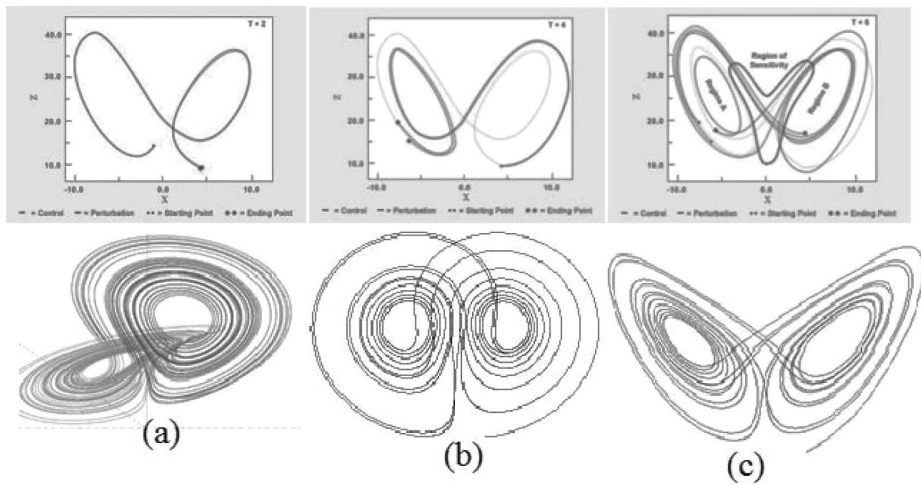 T = 2
40.0
30.0
20.0
10.0
Z
-10.0 0.0 10.0
X
– = Control – = Perturbation •• = Starting Point •• = Ending Point
T = 4
40.0
30.0
20.0
10.0
Z
-10.0 0.0 10.0
X
– = Control – = Perturbation •• = Starting Point •• = Ending Point
T = 6
40.0
30.0
20.0
10.0
Z
Region of
Sensitivity
Regime A
Regime B
-10.0 0.0 10.0
X
– = Control – = Perturbation •• = Starting Point •• = Ending Point
(a)
(b)
(c)